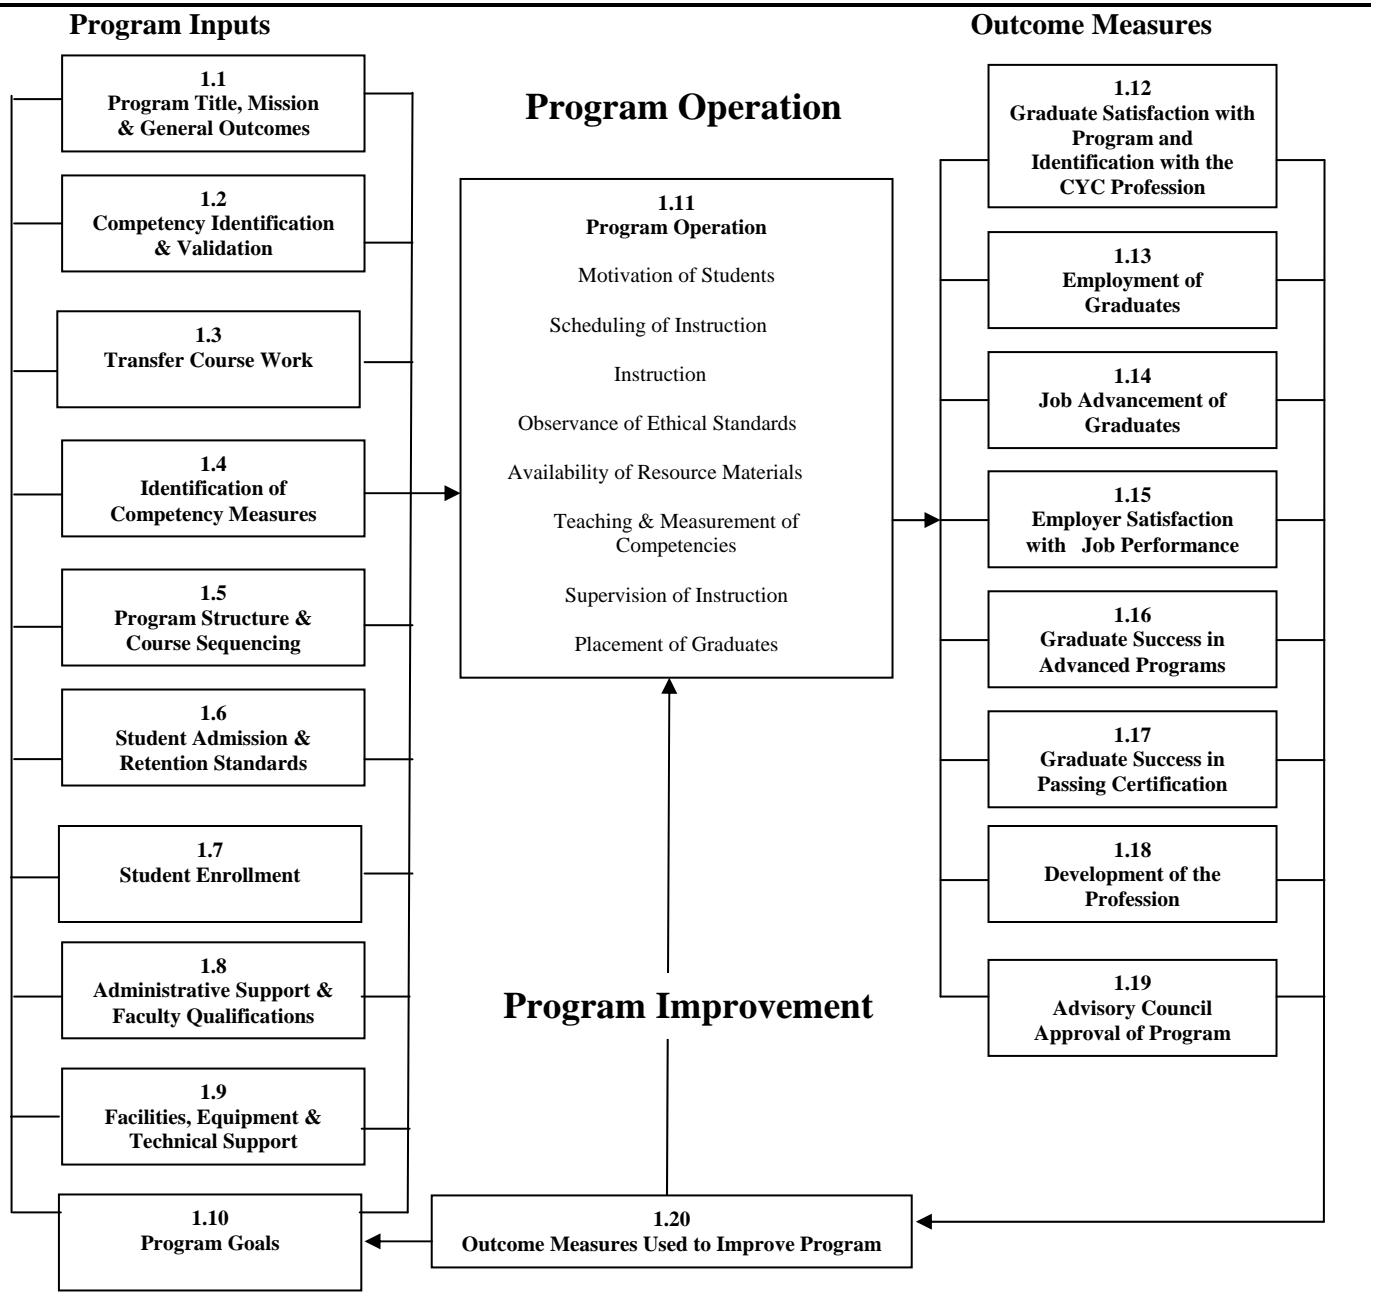 Program Inputs
1.1
Program Title, Mission
& General Outcomes
1.2
Competency Identification
& Validation
1.3
Transfer Course Work
1.4
Identification of
Competency Measures
1.5
Program Structure &
Course Sequencing
1.6
Student Admission &
Retention Standards
1.7
Student Enrollment
1.8
Administrative Support &
Faculty Qualifications
1.9
Facilities, Equipment &
Technical Support
1.10
Program Goals
Program Operation
1.11
Program Operation
Motivation of Students
Scheduling of Instruction
Instruction
Observance of Ethical Standards
Availability of Resource Materials
Teaching & Measurement of
Competencies
Supervision of Instruction
Placement of Graduates
Program Improvement
1.20
Outcome Measures Used to Improve Program
Outcome Measures
1.12
Graduate Satisfaction with
Program and
Identification with the
CYC Profession
1.13
Employment of
Graduates
1.14
Job Advancement of
Graduates
1.15
Employer Satisfaction
with Job Performance
1.16
Graduate Success in
Advanced Programs
1.17
Graduate Success in
Passing Certification
1.18
Development of the
Profession
1.19
Advisory Council
Approval of Program